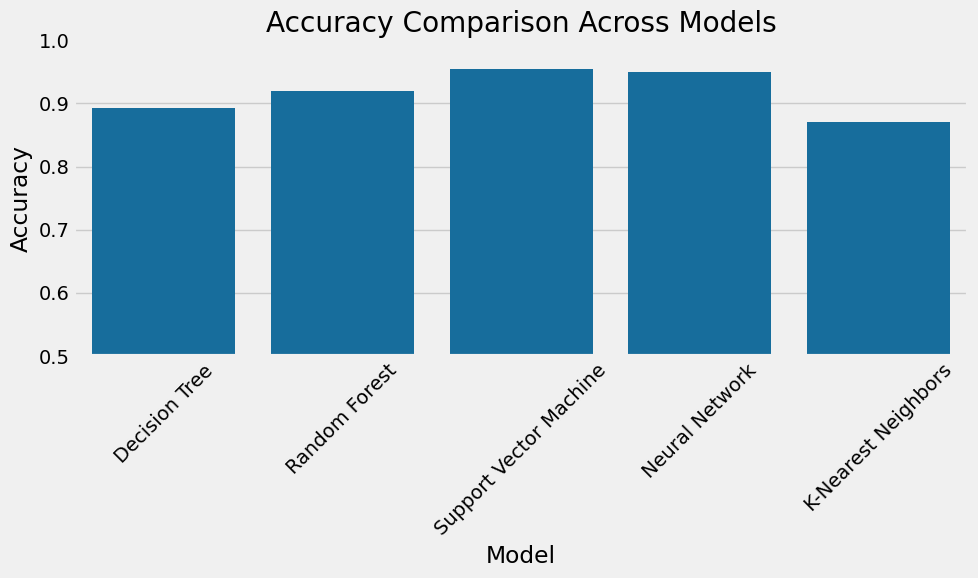 Accuracy Comparison Across Models
Accuracy
1.0
0.9
0.8
0.7
0.6
0.5
Decision Tree
Random Forest
Support Vector Machine
Neural Network
K-Nearest Neighbors
Model